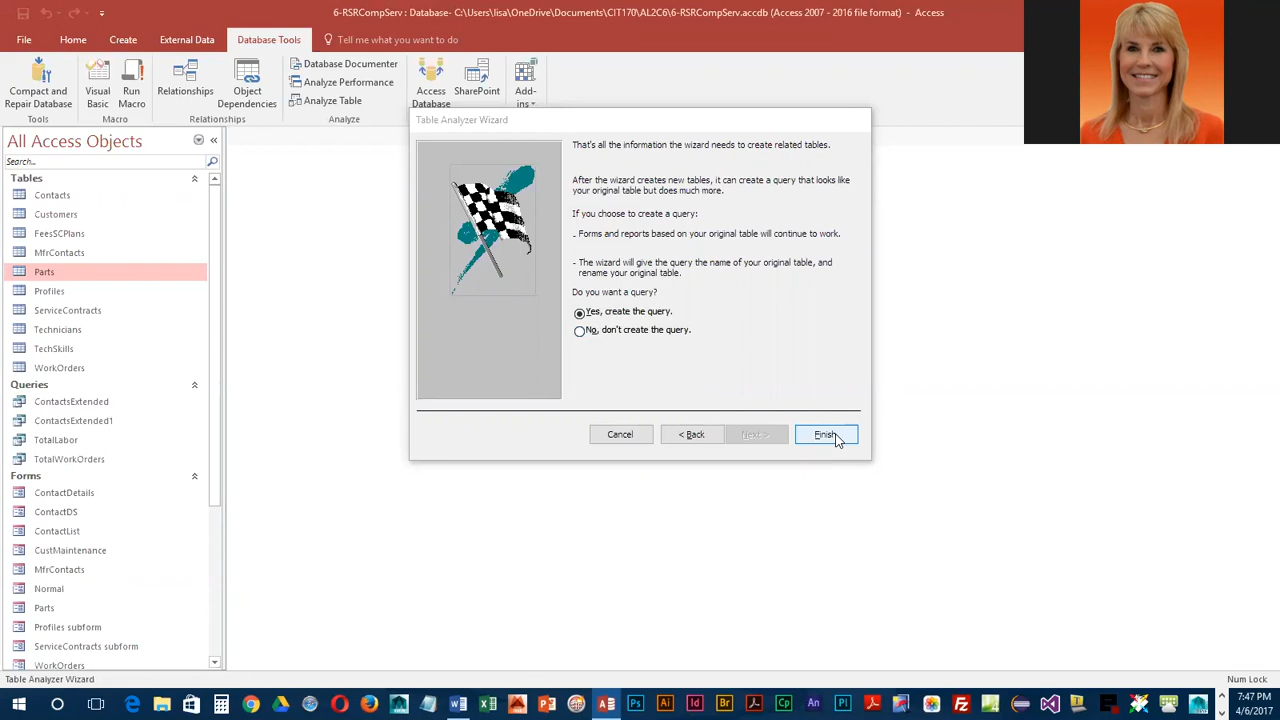 6-RSRCompServ : Database- C:\Users\lisa\OneDrive\Documents\CIT170\AL2C6\6-RSRCompServ.accdb (Access 2007 - 2016 file format) - Access
File
Home
Create
External Data
Database Tools
Tell me what you want to do
Compact and
Repair Database
Visual
Basic
Run
Macro
Relationships
Object
Dependencies
Database Documenter
Analyze Performance
Analyze Table
Access
Database
SharePoint
Add-
ins
Tools
Macro
Relationships
Analyze
All Access Objects
Search...
Tables
Contacts
Customers
FeesSCPlans
MfrContacts
Parts
Profiles
ServiceContracts
Technicians
TechSkills
WorkOrders
Queries
ContactsExtended
ContactsExtended1
TotalLabor
TotalWorkOrders
Forms
ContactDetails
ContactDS
ContactList
CustMaintenance
MfrContacts
Normal
Parts
Profiles subform
ServiceContracts subform
WorkOrders
Table Analyzer Wizard
That's all the information the wizard needs to create related tables.
After the wizard creates new tables, it can create a query that looks like
your original table but does much more.
If you choose to create a query:
- Forms and reports based on your original table will continue to work.
- The wizard will give the query the name of your original table, and
rename your original table.
Do you want a query?
Yes, create the query.
No, don't create the query.
Cancel
< Back
Next >
Finish
Table Analyzer Wizard
Num Lock
7:47 PM
4/6/2017